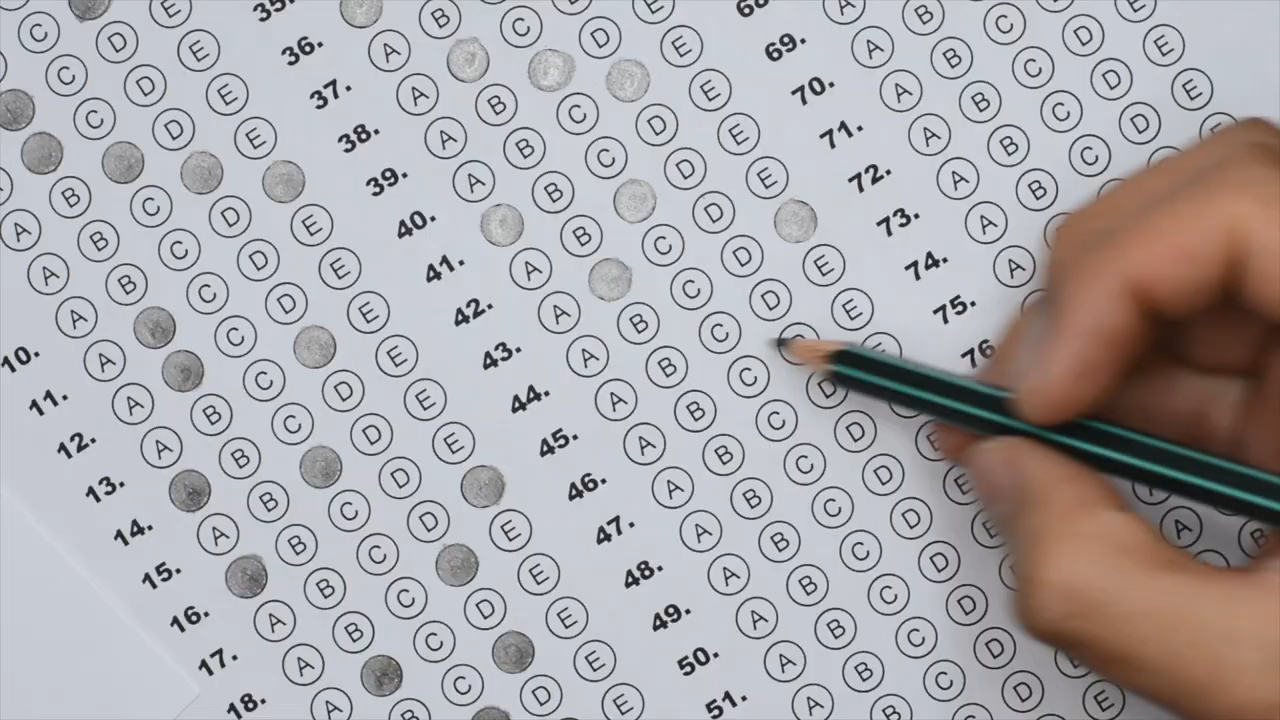 C
C D E
C D E
A B D E
A B C E
10. A B C D
11. A C D E
12. A C D E
13. A B C E
14. B C D E
15. A B D E
16. B C D E
17. A B C D
18. A B C E
A C D E
B C E
D E
E
35.
36.
37. A B C D E
38. A C D E
39. A B D E
40. A B C E
41. B C D E
42. A B D E
43. A C D E
44. A B C D
45. A B C D E
46. A B C E
47. A B C D E
48. A B C D
49. A B C D E
50. A B C D E
51. A B C D E
A B C D
B C D E
D E
E
68.
69. A
70. A B
71. A B C
72. A B C D E
73. A B C D E
74. A B C D E
75. A E
76
A
B